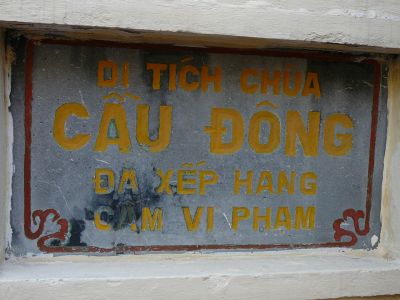 DI TÍCH CHÙA
CẦU ĐÔNG
ĐÃ XẾP HẠNG
CẤM VI PHẠM